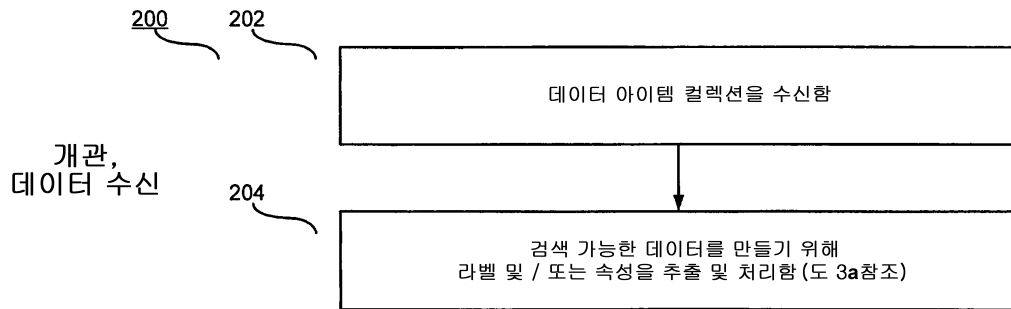 200
202
데이터 아이템 컬렉션을 수신함
개관,
데이터 수신
204
검색 가능한 데이터를 만들기 위해
라벨 및 / 또는 속성을 추출 및 처리함 (도 3a참조)